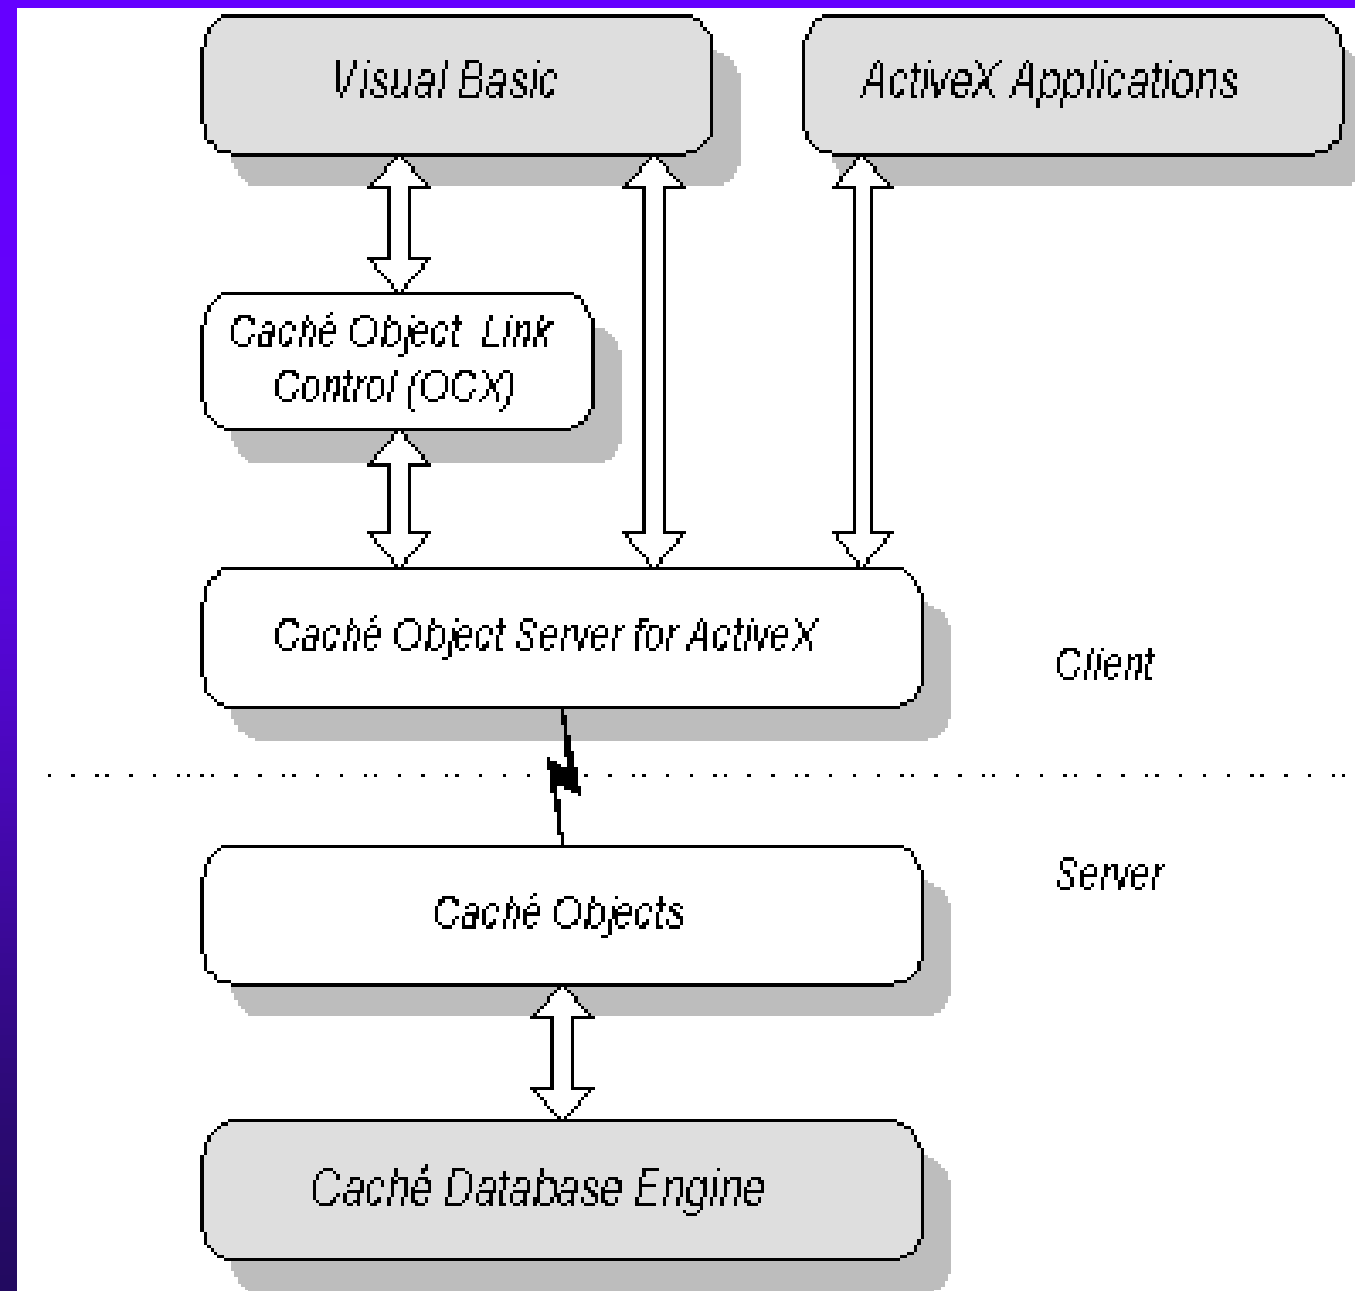 Visual Basic
ActiveX Applications
Caché Object Link
Control (OCX)
Caché Object Server for ActiveX
Client
Server
Caché Objects
Caché Database Engine